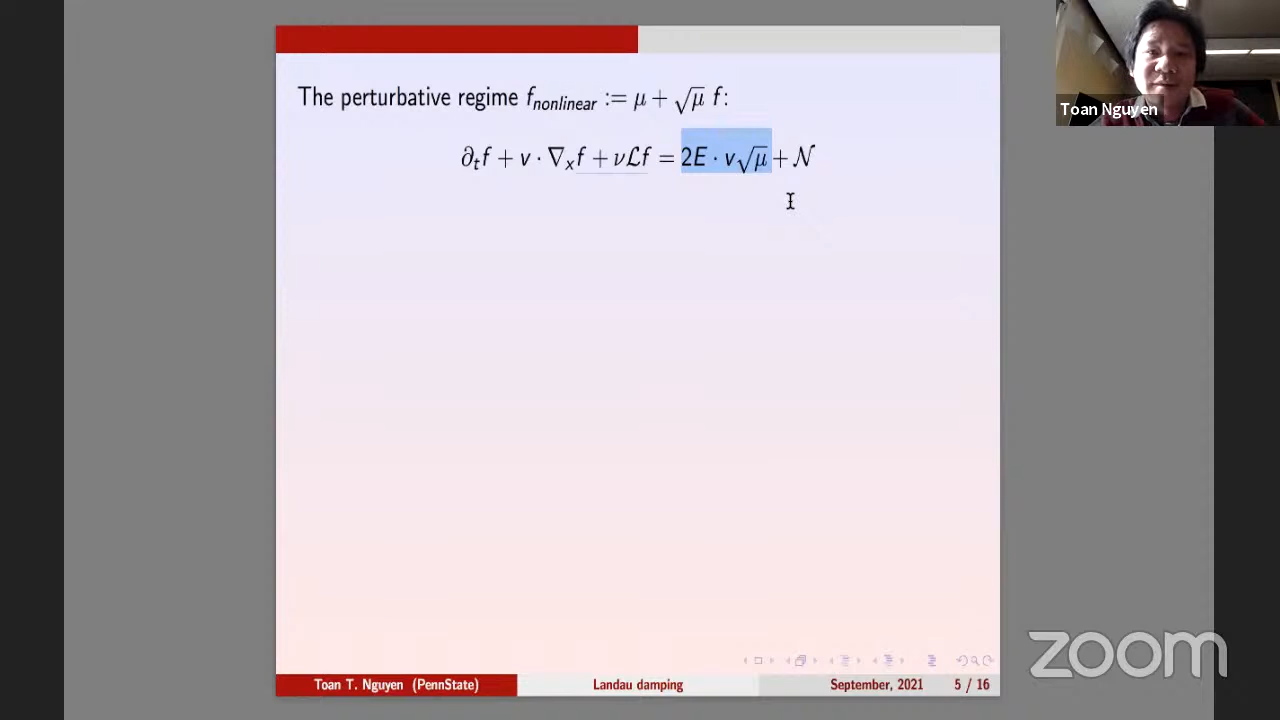 The perturbative regime f_nonlinear := μ + √μ f:
∂_t f + v · ∇_x f + νℒf = 2E · v√μ + 𝒩
Toan Nguyen
zoom
Toan T. Nguyen (PennState) Landau damping September, 2021 5 / 16